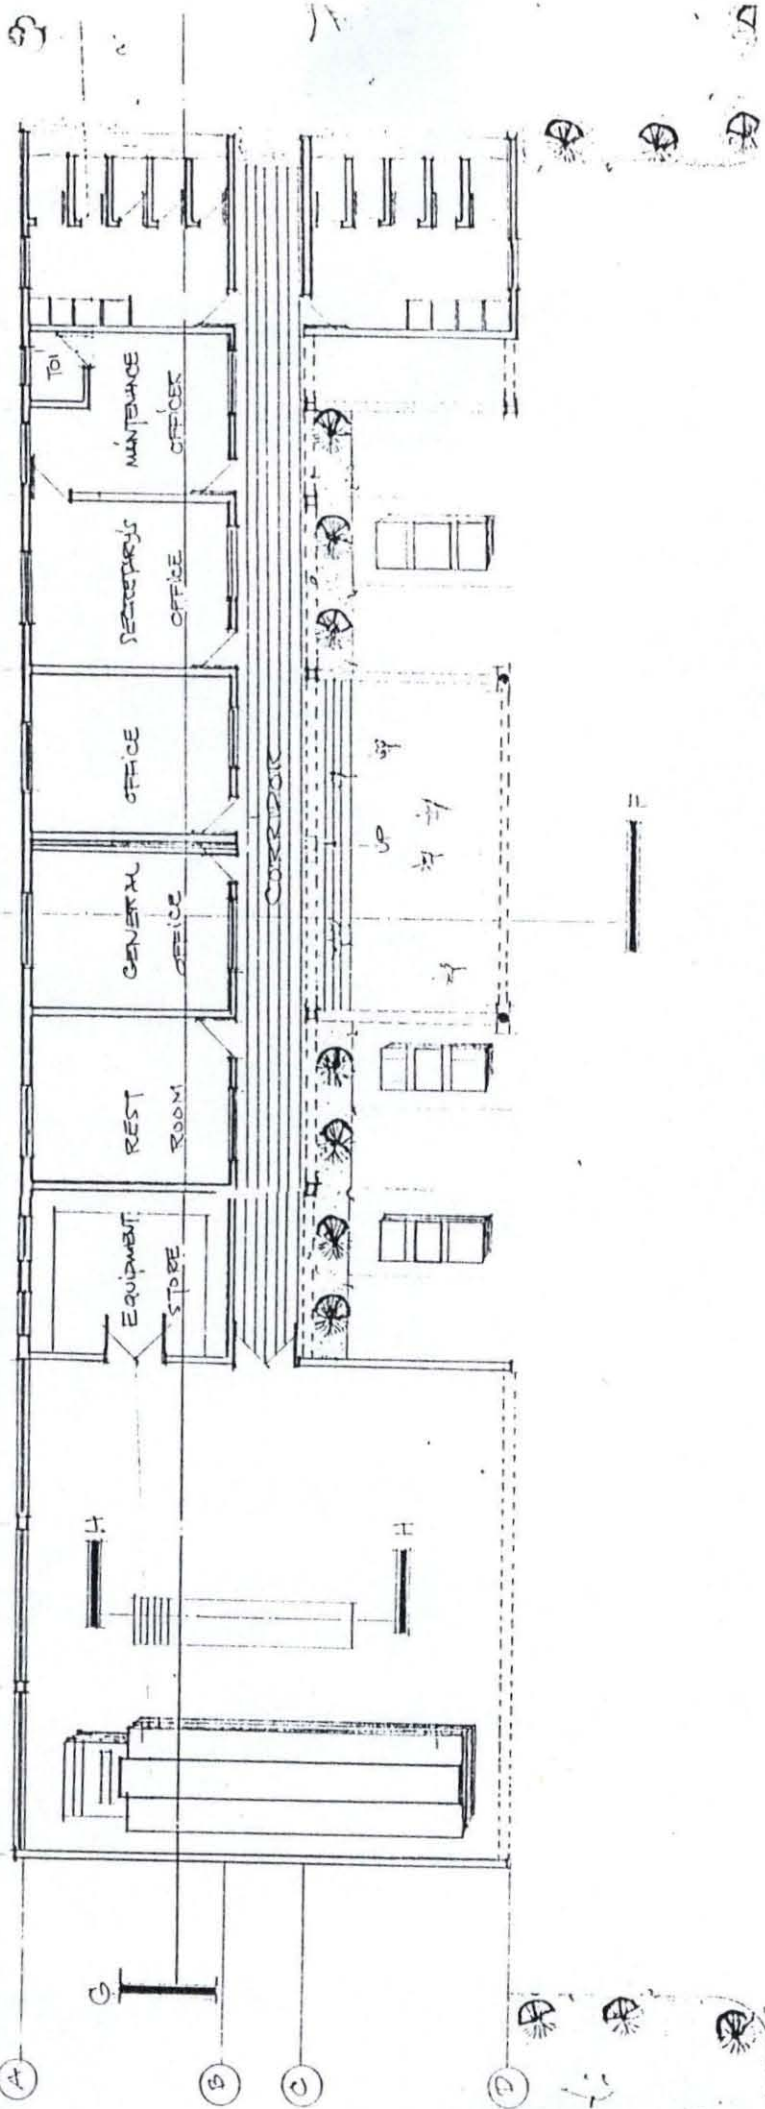 A
B
C
D
G
H
H
EQUIPMENT
STORE
REST
ROOM
GENERAL
OFFICE
OFFICE
SECRETARY'S
OFFICE
MAINTENANCE
OFFICER
TOI
CORRIDOR
UP
F